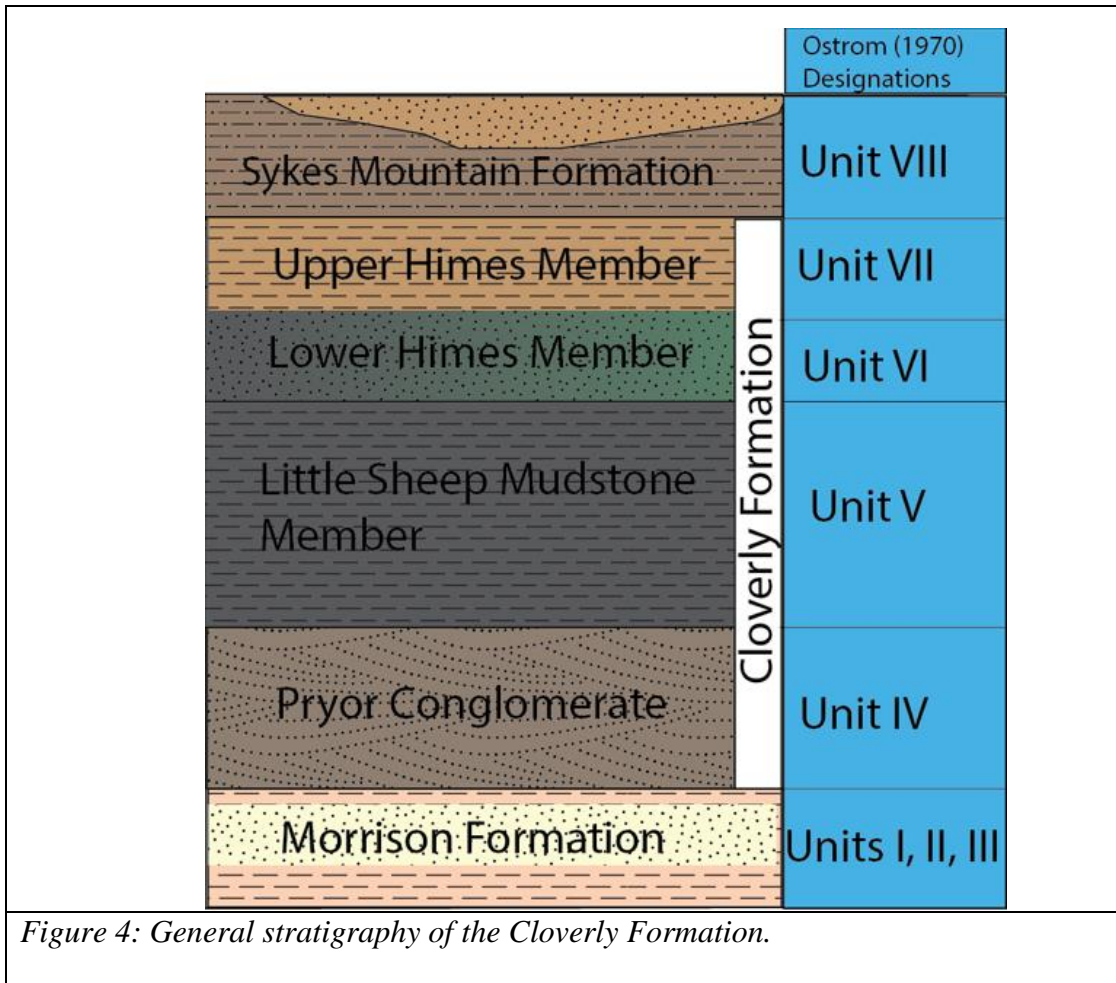 Ostrom (1970)
Designations
Sykes Mountain Formation
Unit VIII
Upper Himes Member
Unit VII
Lower Himes Member
Unit VI
Little Sheep Mudstone
Member
Unit V
Cloverly Formation
Pryor Conglomerate
Unit IV
Morrison Formation
Units I, II, III
Figure 4: General stratigraphy of the Cloverly Formation.